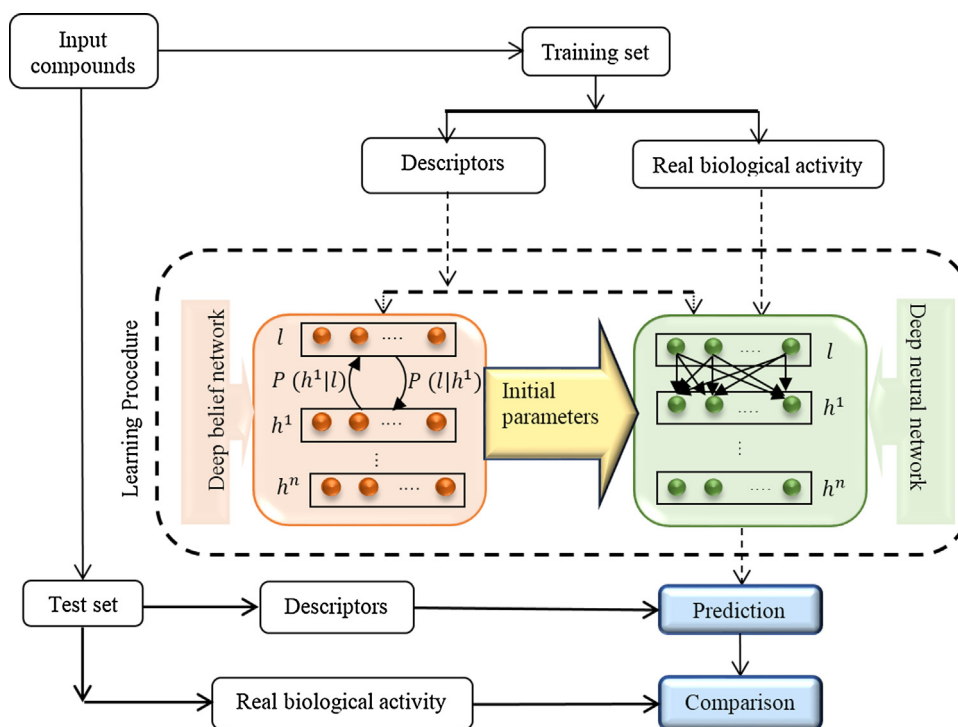 Input
compounds
Training set
Descriptors
Real biological activity
Learning Procedure
Deep belief network
l
....
P (h¹|l)
P (l|h¹)
h¹
....
⋮
hⁿ
....
Initial
parameters
l
....
h¹
....
⋮
hⁿ
....
Deep neural network
Test set
Descriptors
Prediction
Real biological activity
Comparison